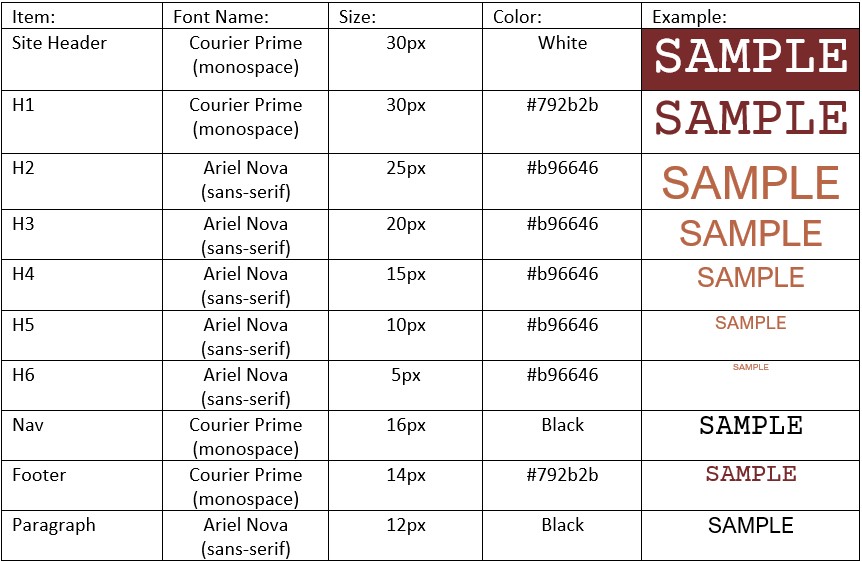 Item: Font Name: Size: Color: Example:
Site Header Courier Prime 30px White SAMPLE
(monospace)
H1 Courier Prime 30px #792b2b SAMPLE
(monospace)
H2 Ariel Nova 25px #b96646 SAMPLE
(sans-serif)
H3 Ariel Nova 20px #b96646 SAMPLE
(sans-serif)
H4 Ariel Nova 15px #b96646 SAMPLE
(sans-serif)
H5 Ariel Nova 10px #b96646 SAMPLE
(sans-serif)
H6 Ariel Nova 5px #b96646 SAMPLE
(sans-serif)
Nav Courier Prime 16px Black SAMPLE
(monospace)
Footer Courier Prime 14px #792b2b SAMPLE
(monospace)
Paragraph Ariel Nova 12px Black SAMPLE
(sans-serif)